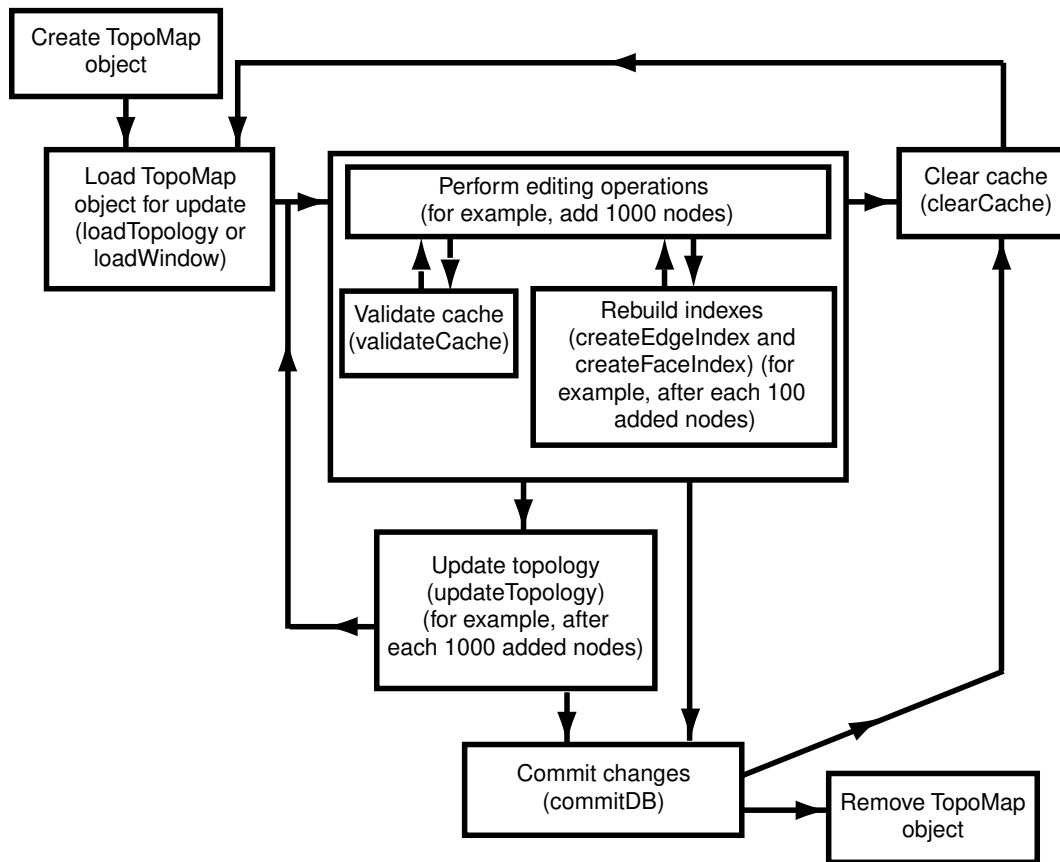 Create TopoMap
object
Load TopoMap
object for update
(loadTopology or
loadWindow)
Perform editing operations
(for example, add 1000 nodes)
Clear cache
(clearCache)
Validate cache
(validateCache)
Rebuild indexes
(createEdgeIndex and
createFaceIndex) (for
example, after each 100
added nodes)
Update topology
(updateTopology)
(for example, after
each 1000 added nodes)
Commit changes
(commitDB)
Remove TopoMap
object